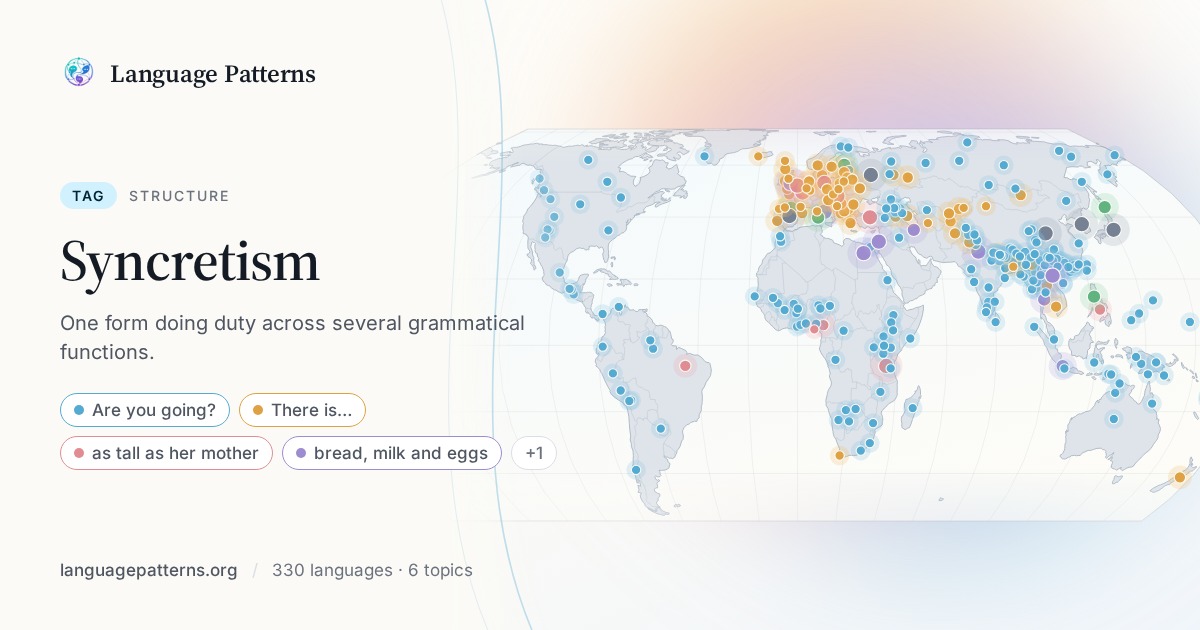 Language Patterns
TAG STRUCTURE
Syncretism
One form doing duty across several grammatical
functions.
Are you going? There is...
as tall as her mother bread, milk and eggs +1
languagepatterns.org / 330 languages · 6 topics